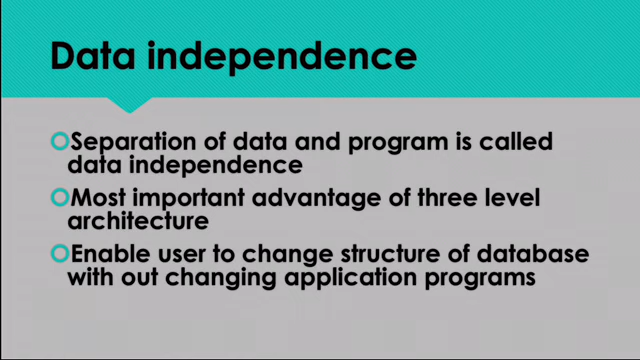 Data independence
Separation of data and program is called
data independence
Most important advantage of three level
architecture
Enable user to change structure of database
with out changing application programs